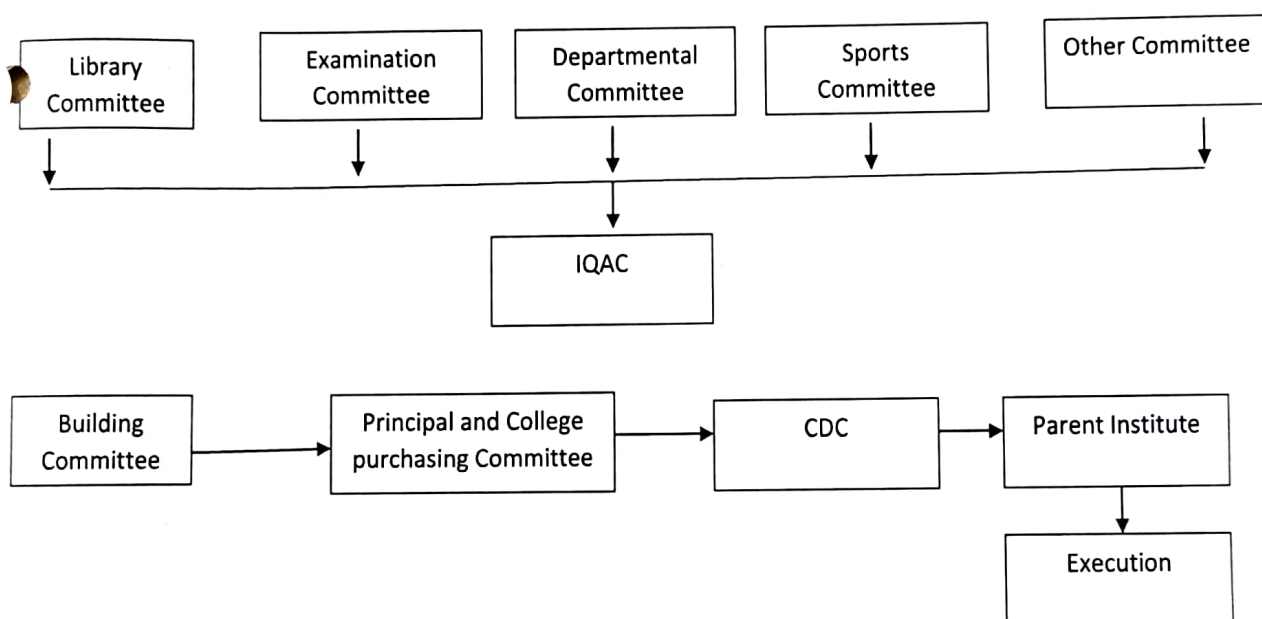 Library
Committee
Examination
Committee
Departmental
Committee
Sports
Committee
Other Committee
IQAC
Building
Committee
Principal and College
purchasing Committee
CDC
Parent Institute
Execution